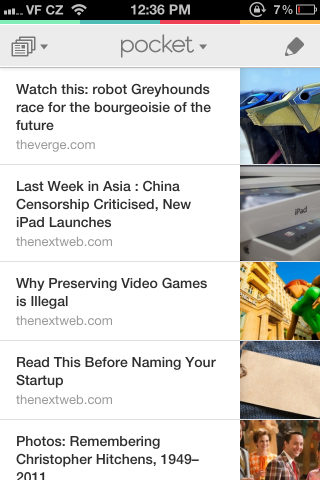 VF CZ 12:36 PM 7%
pocket
Watch this: robot Greyhounds
race for the bourgeoisie of the
future
theverge.com
Last Week in Asia : China
Censorship Criticised, New
iPad Launches
thenextweb.com
iPad
Why Preserving Video Games
is Illegal
thenextweb.com
Read This Before Naming Your
Startup
thenextweb.com
Photos: Remembering
Christopher Hitchens, 1949–
2011